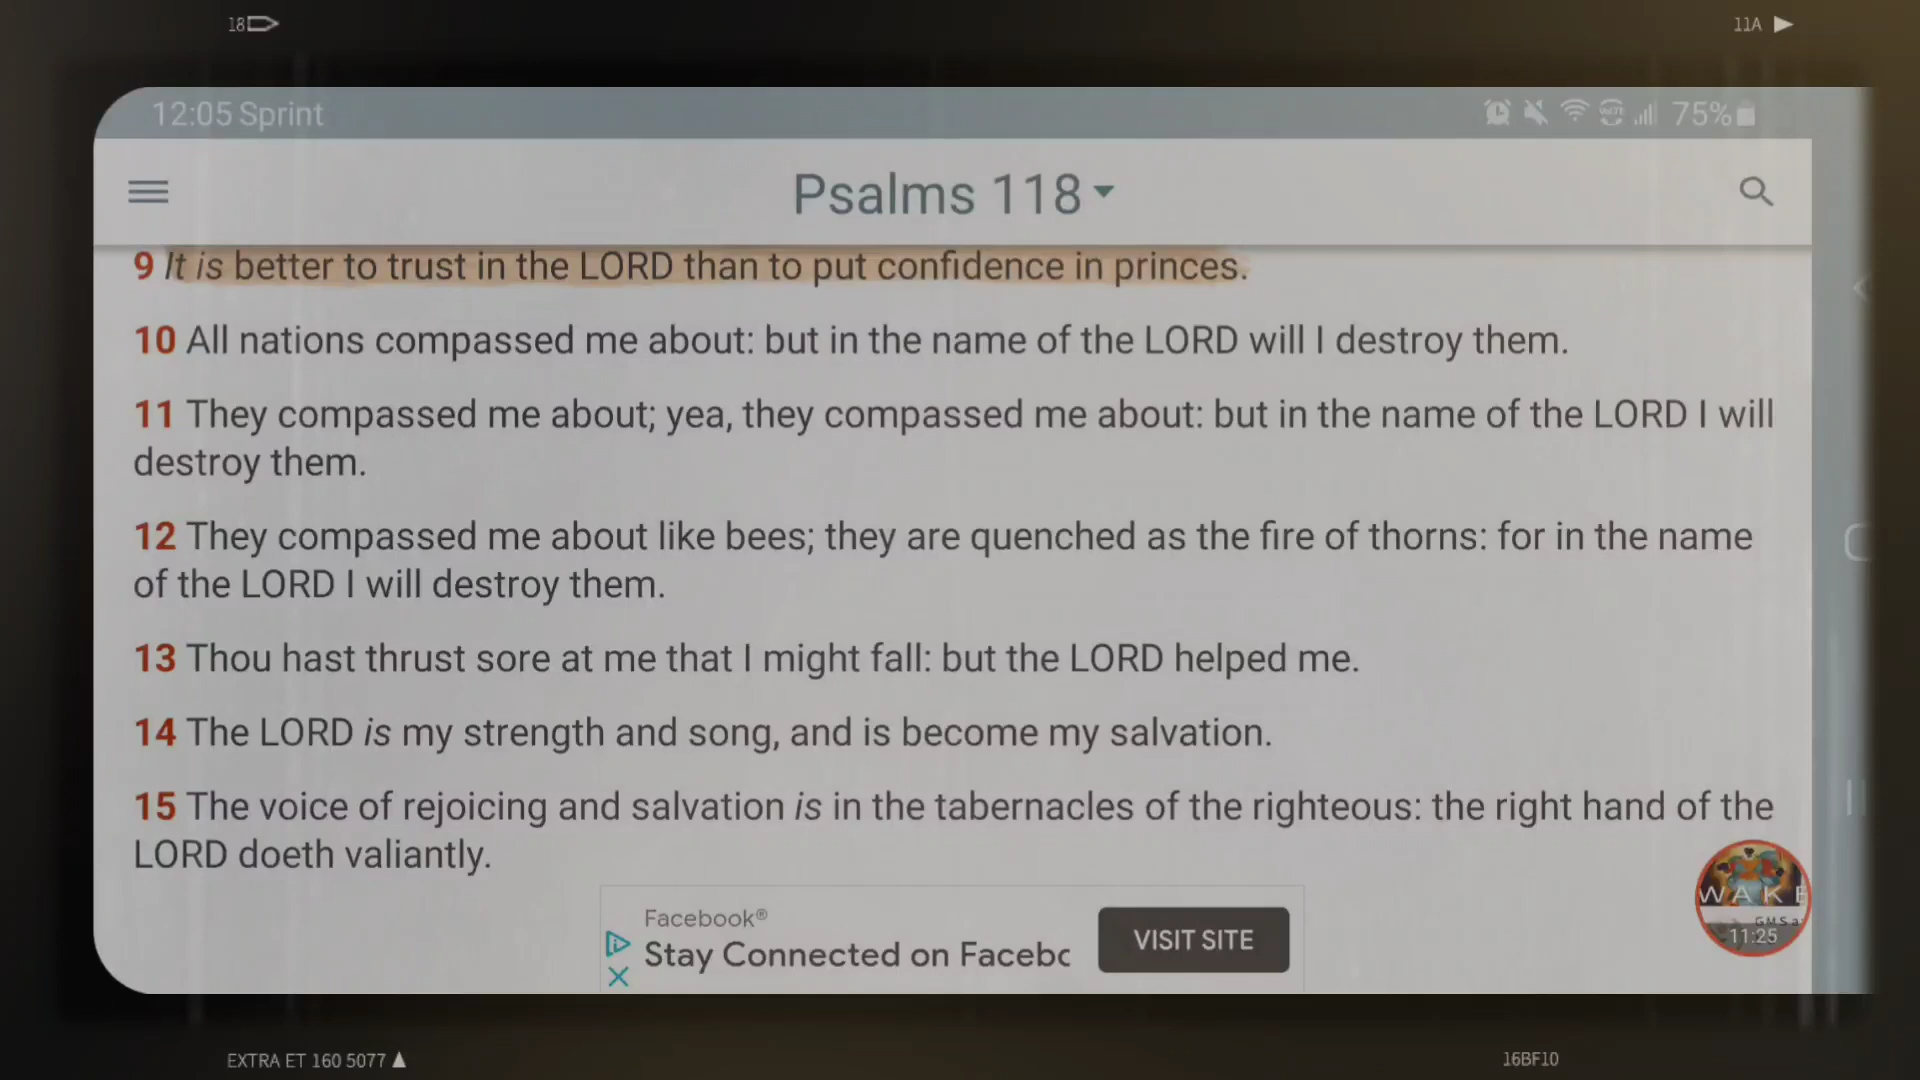 18
11A
12:05 Sprint
75%
Psalms 118
9 It is better to trust in the LORD than to put confidence in princes.
10 All nations compassed me about: but in the name of the LORD will I destroy them.
11 They compassed me about; yea, they compassed me about: but in the name of the LORD I will
destroy them.
12 They compassed me about like bees; they are quenched as the fire of thorns: for in the name
of the LORD I will destroy them.
13 Thou hast thrust sore at me that I might fall: but the LORD helped me.
14 The LORD is my strength and song, and is become my salvation.
15 The voice of rejoicing and salvation is in the tabernacles of the righteous: the right hand of the
LORD doeth valiantly.
WAKE
GMS a
11:25
Facebook®
Stay Connected on Facebc
VISIT SITE
EXTRA ET 160 5077
16BF10